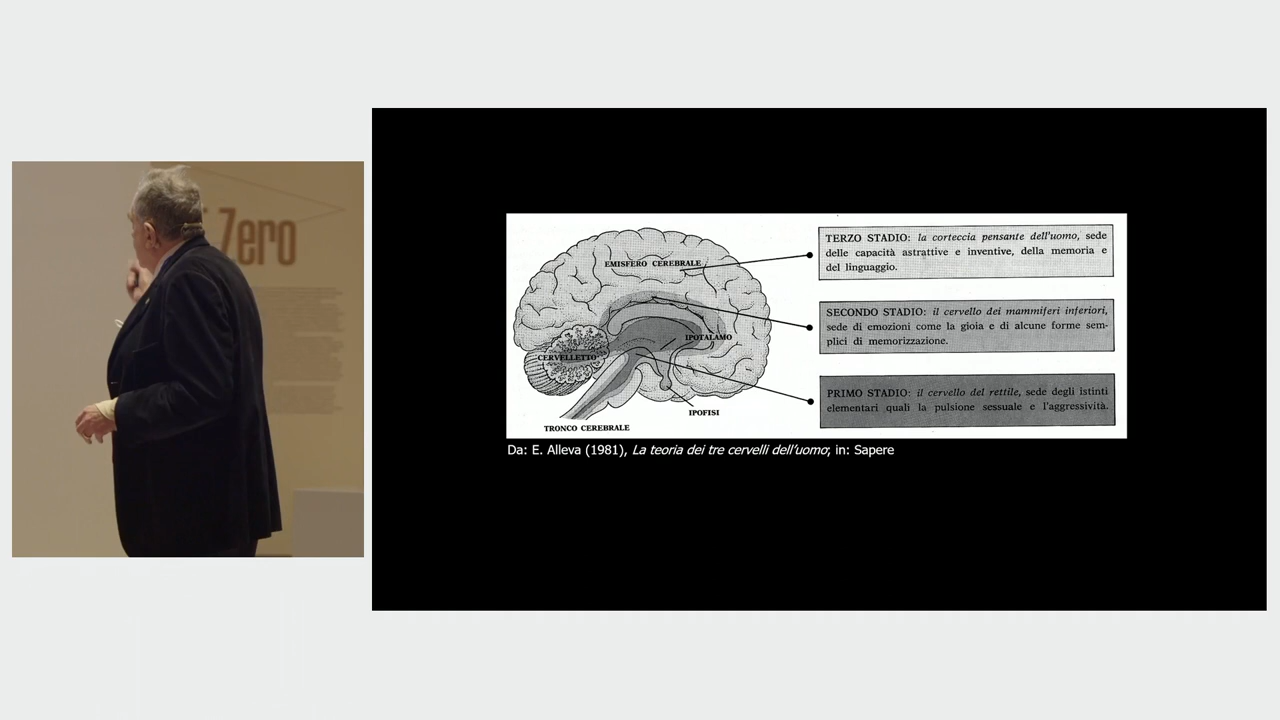 Zero
EMISFERO CEREBRALE
IPOTALAMO
CERVELLETTO
IPOFISI
TRONCO CEREBRALE
TERZO STADIO: la corteccia pensante dell'uomo, sede
delle capacità astrattive e inventive, della memoria e
del linguaggio.
SECONDO STADIO: il cervello dei mammiferi inferiori,
sede di emozioni come la gioia e di alcune forme sem-
plici di memorizzazione.
PRIMO STADIO: il cervello del rettile, sede degli istinti
elementari quali la pulsione sessuale e l'aggressività.
Da: E. Alleva (1981), La teoria dei tre cervelli dell'uomo; in: Sapere